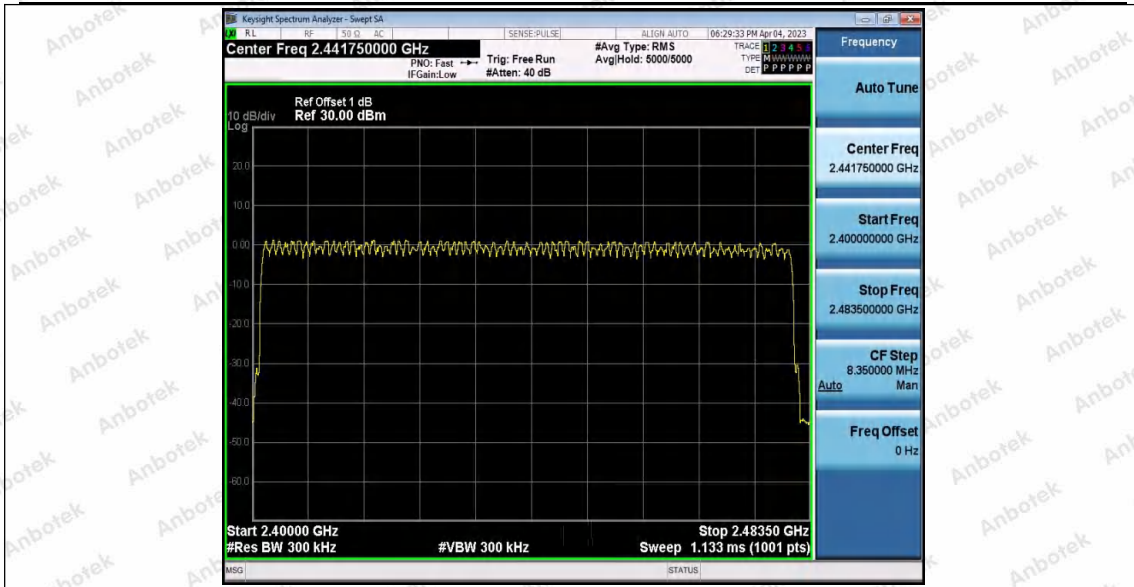 Keysight Spectrum Analyzer - Swept SA
RL RF 50 Ω AC SENSE:PULSE ALIGN AUTO 06:29:33 PM Apr 04, 2023
Center Freq 2.441750000 GHz
PNO: Fast
IFGain:Low
Trig: Free Run
#Atten: 40 dB
#Avg Type: RMS
Avg|Hold: 5000/5000
TRACE 1 2 3 4 5 6
TYPE M WWWWW
DET P P P P P P
Frequency
Auto Tune
Center Freq
2.441750000 GHz
Start Freq
2.400000000 GHz
Stop Freq
2.483500000 GHz
CF Step
8.350000 MHz
Auto Man
Freq Offset
0 Hz
Ref Offset 1 dB
10 dB/div Ref 30.00 dBm
Log
20.0
10.0
0.00
-10.0
-20.0
-30.0
-40.0
-50.0
-60.0
Start 2.40000 GHz Stop 2.48350 GHz
#Res BW 300 kHz #VBW 300 kHz Sweep 1.133 ms (1001 pts)
MSG STATUS
Anbotek